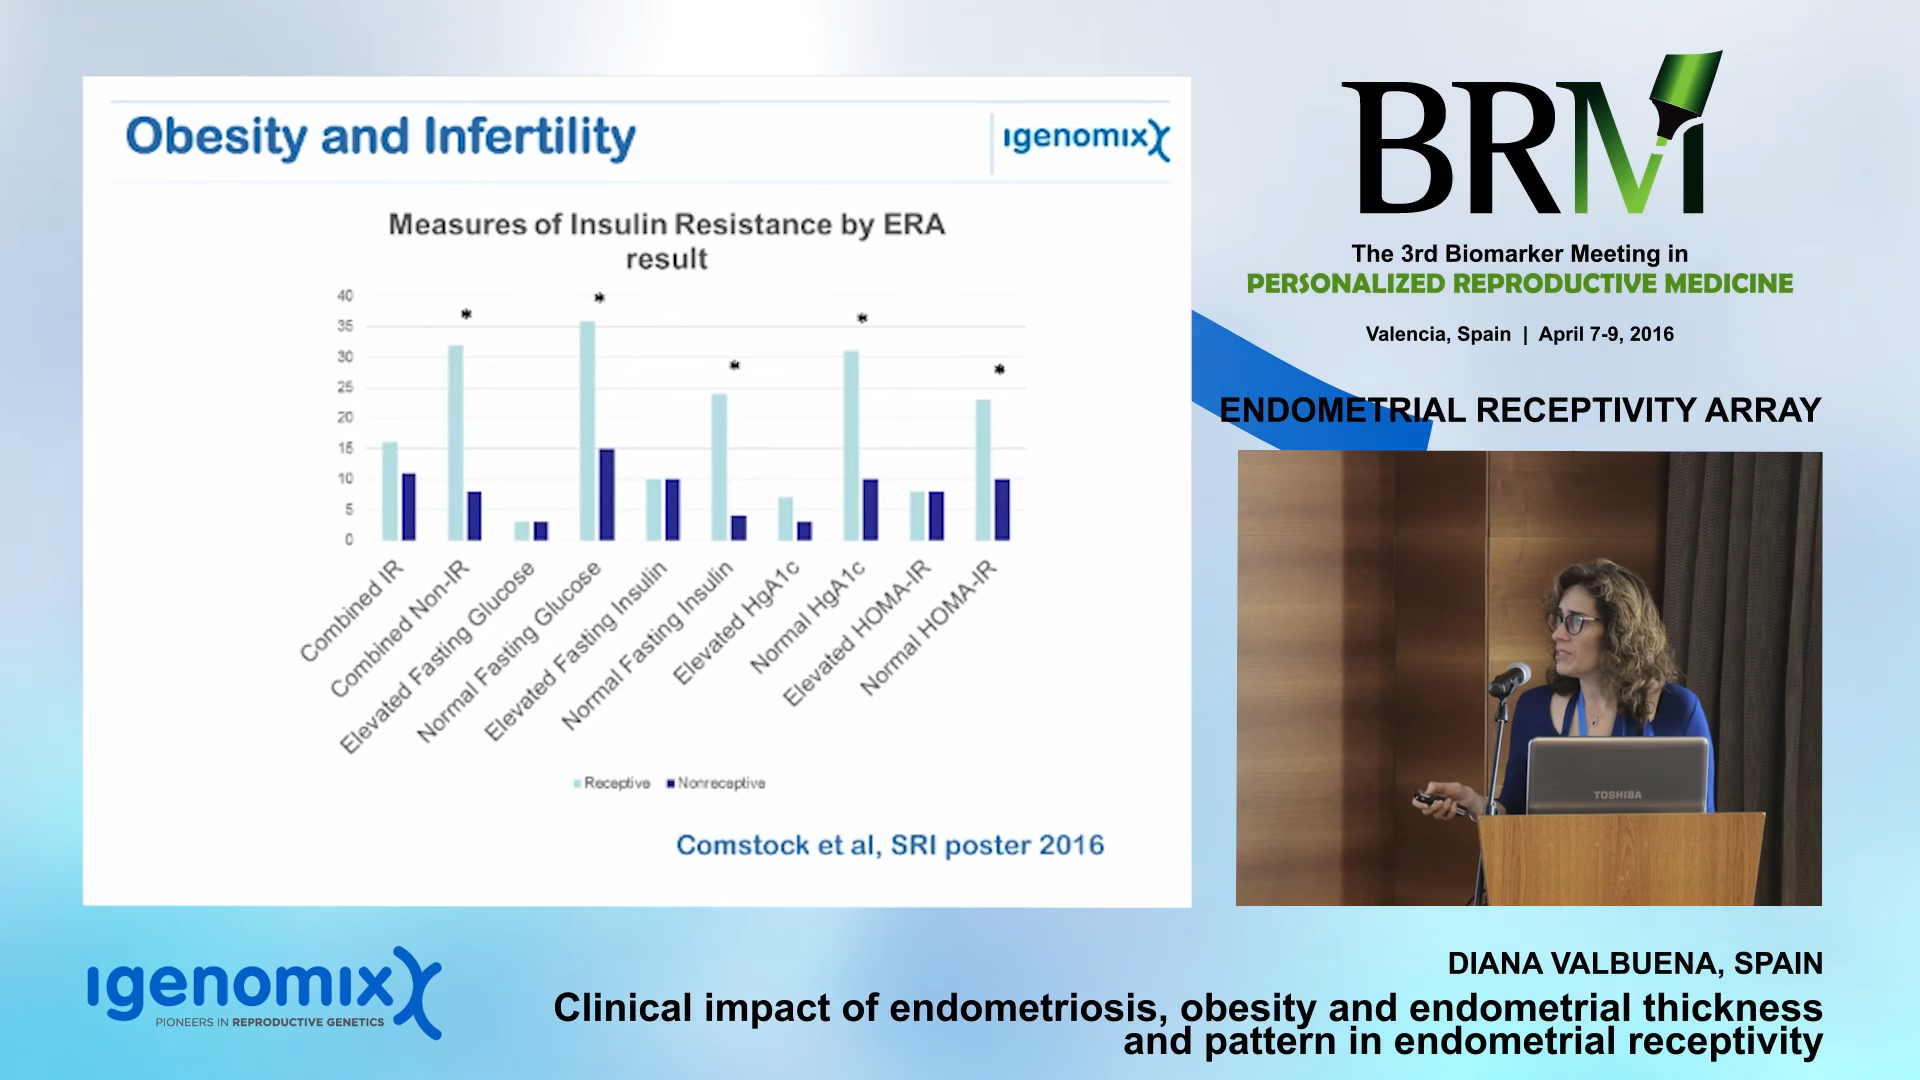 Obesity and Infertility
igenomix
Measures of Insulin Resistance by ERA
result
40
35
30
25
20
15
10
5
0
*
*
*
*
*
Combined IR
Combined Non-IR
Elevated Fasting Glucose
Normal Fasting Glucose
Elevated Fasting Insulin
Normal Fasting Insulin
Elevated HgA1c
Normal HgA1c
Elevated HOMA-IR
Normal HOMA-IR
Receptive Nonreceptive
Comstock et al, SRI poster 2016
BRM
The 3rd Biomarker Meeting in
PERSONALIZED REPRODUCTIVE MEDICINE
Valencia, Spain | April 7-9, 2016
ENDOMETRIAL RECEPTIVITY ARRAY
TOSHIBA
igenomix
PIONEERS IN REPRODUCTIVE GENETICS
DIANA VALBUENA, SPAIN
Clinical impact of endometriosis, obesity and endometrial thickness
and pattern in endometrial receptivity